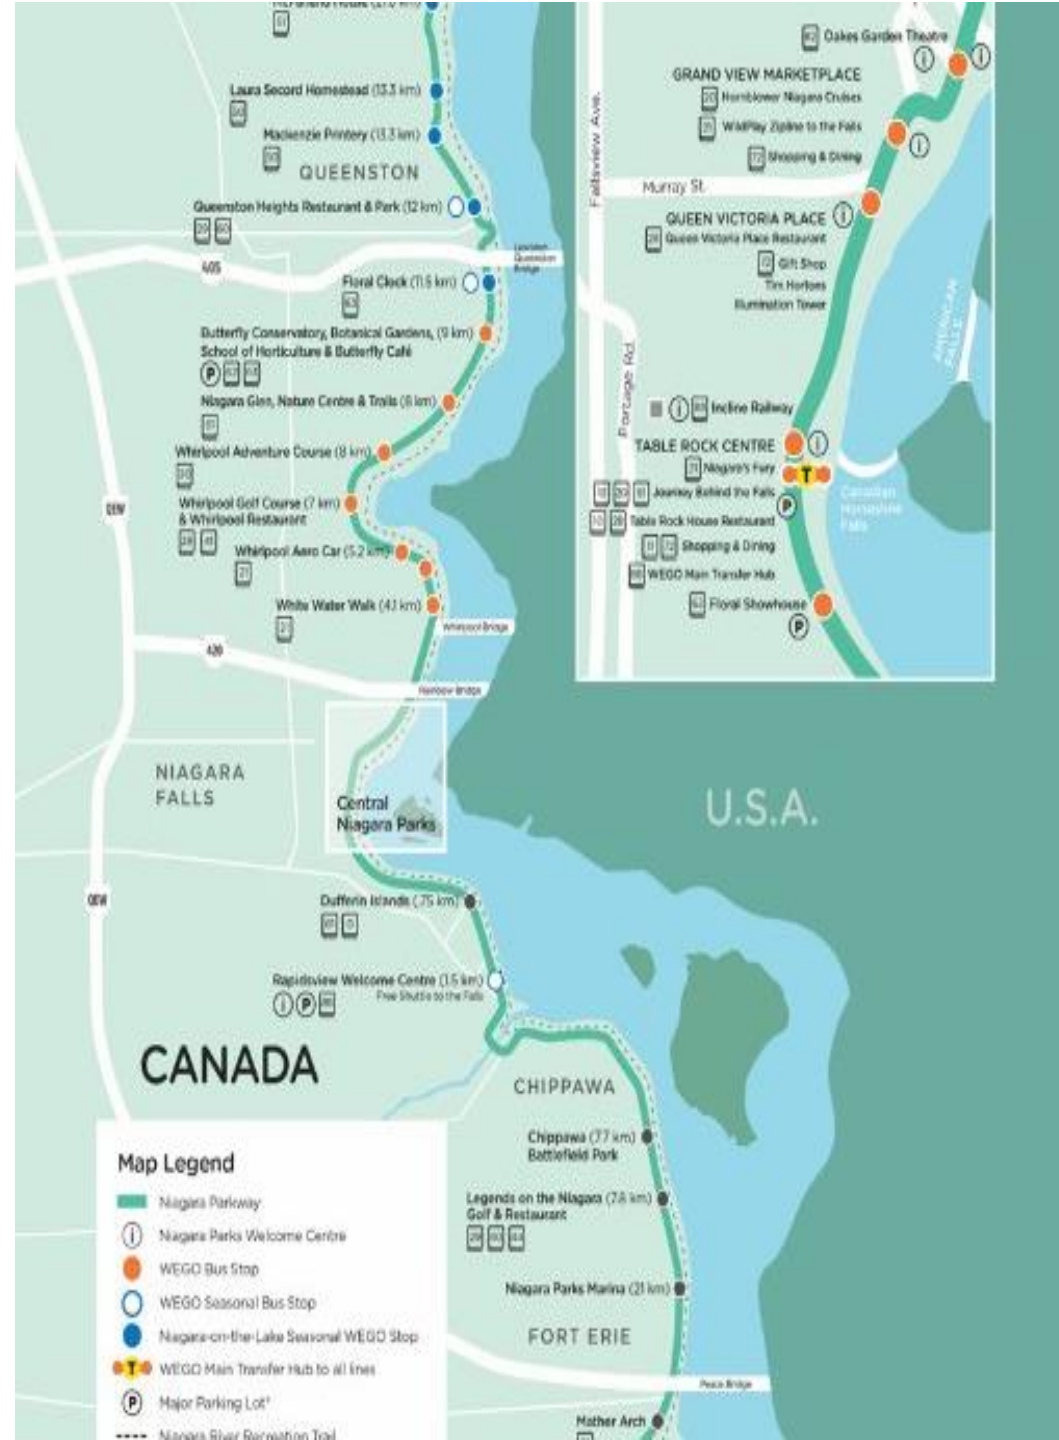 Laura Secord Homestead (13.3 km)
Mackenzie Printery (13.3 km)
QUEENSTON
Queenston Heights Restaurant & Park (12 km)
405
Lewiston
Queenston
Bridge
Floral Clock (11.5 km)
Butterfly Conservatory, Botanical Gardens, (9 km)
School of Horticulture & Butterfly Café
P
Niagara Glen, Nature Centre & Trails (8 km)
Whirlpool Adventure Course (8 km)
Whirlpool Golf Course (7 km)
& Whirlpool Restaurant
QEW
Whirlpool Aero Car (5.2 km)
White Water Walk (4.1 km)
Whirlpool Bridge
420
Rainbow Bridge
NIAGARA
FALLS
Central
Niagara Parks
U.S.A.
QEW
Dufferin Islands (.75 km)
Rapidsview Welcome Centre (1.5 km)
Free Shuttle to the Falls
i P
CANADA
CHIPPAWA
Chippawa (7.7 km)
Battlefield Park
Legends on the Niagara (7.8 km)
Golf & Restaurant
Niagara Parks Marina (21 km)
FORT ERIE
Peace Bridge
Mather Arch
Oakes Garden Theatre
i i
GRAND VIEW MARKETPLACE
Hornblower Niagara Cruises
WildPlay Zipline to the Falls
i
Shopping & Dining
Fallsview Ave.
Murray St.
QUEEN VICTORIA PLACE i
Queen Victoria Place Restaurant
Gift Shop
Tim Hortons
Illumination Tower
AMERICAN
FALLS
Portage Rd.
i Incline Railway
TABLE ROCK CENTRE i
Niagara's Fury
T
Journey Behind the Falls
P
Canadian
Horseshoe
Falls
Table Rock House Restaurant
Shopping & Dining
WEGO Main Transfer Hub
Floral Showhouse
P
Map Legend
Niagara Parkway
i Niagara Parks Welcome Centre
WEGO Bus Stop
WEGO Seasonal Bus Stop
Niagara-on-the-Lake Seasonal WEGO Stop
T WEGO Main Transfer Hub to all lines
P Major Parking Lot*
Niagara River Recreation Trail